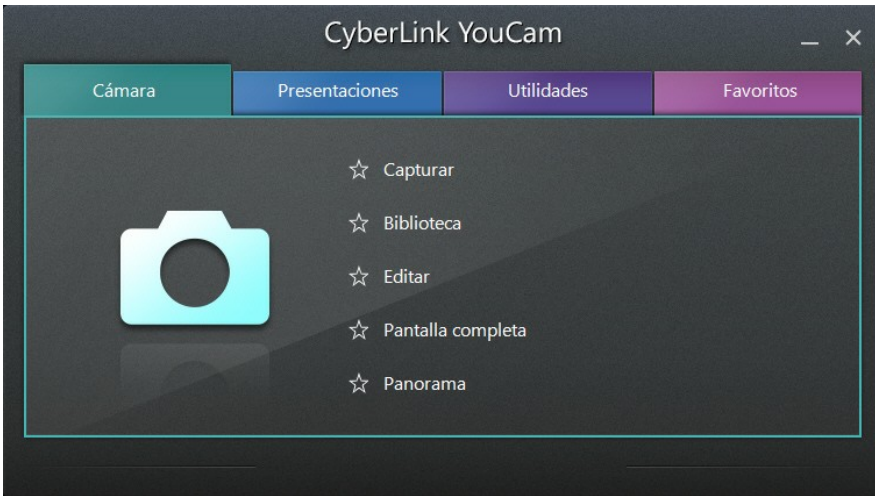 CyberLink YouCam
Cámara
Presentaciones
Utilidades
Favoritos
Capturar
Biblioteca
Editar
Pantalla completa
Panorama